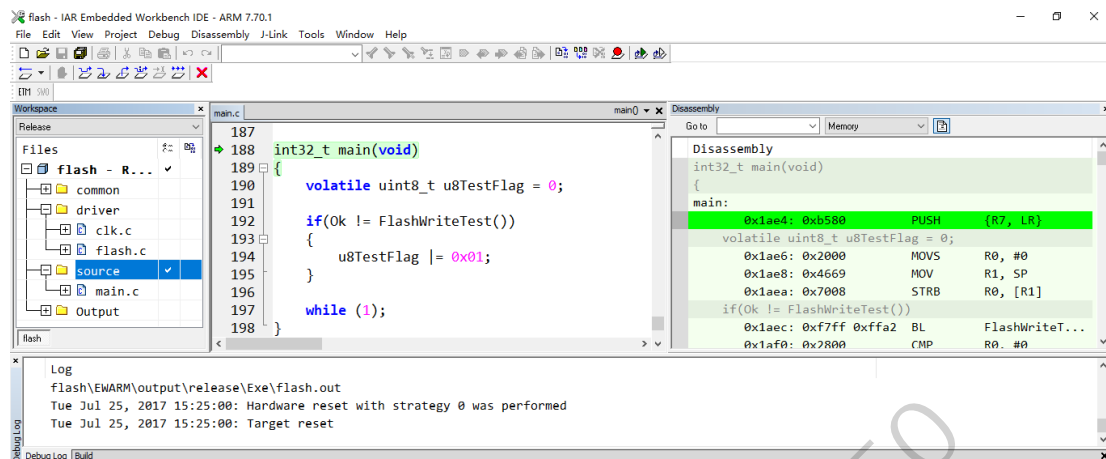 flash - IAR Embedded Workbench IDE - ARM 7.70.1
File Edit View Project Debug Disassembly J-Link Tools Window Help
ETM SWO
Workspace
Release
Files
flash - R...
common
driver
clk.c
flash.c
source
main.c
Output
flash
main.c
main()
187
188 int32_t main(void)
189 {
190 volatile uint8_t u8TestFlag = 0;
191
192 if(Ok != FlashWriteTest())
193 {
194 u8TestFlag |= 0x01;
195 }
196
197 while (1);
198 }
Disassembly
Go to Memory
Disassembly
int32_t main(void)
{
main:
0x1ae4: 0xb580 PUSH {R7, LR}
volatile uint8_t u8TestFlag = 0;
0x1ae6: 0x2000 MOVS R0, #0
0x1ae8: 0x4669 MOV R1, SP
0x1aea: 0x7008 STRB R0, [R1]
if(Ok != FlashWriteTest())
0x1aec: 0xf7ff 0xffa2 BL FlashWriteT...
0x1af0: 0x2800 CMP R0, #0
Log
flash\EWARM\output\release\Exe\flash.out
Tue Jul 25, 2017 15:25:00: Hardware reset with strategy 0 was performed
Tue Jul 25, 2017 15:25:00: Target reset
Debug Log
Debug Log Build